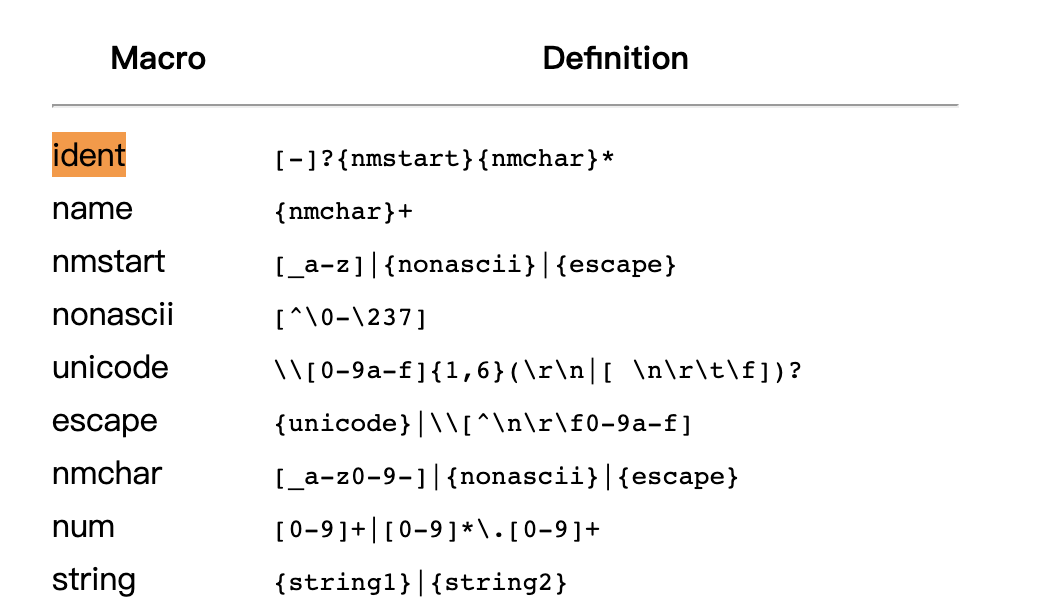 Macro Definition
ident [-]?{nmstart}{nmchar}*
name {nmchar}+
nmstart [_a-z]|{nonascii}|{escape}
nonascii [^\0-\237]
unicode \\[0-9a-f]{1,6}(\r\n|[ \n\r\t\f])?
escape {unicode}|\\[^\n\r\f0-9a-f]
nmchar [_a-z0-9-]|{nonascii}|{escape}
num [0-9]+|[0-9]*\.[0-9]+
string {string1}|{string2}